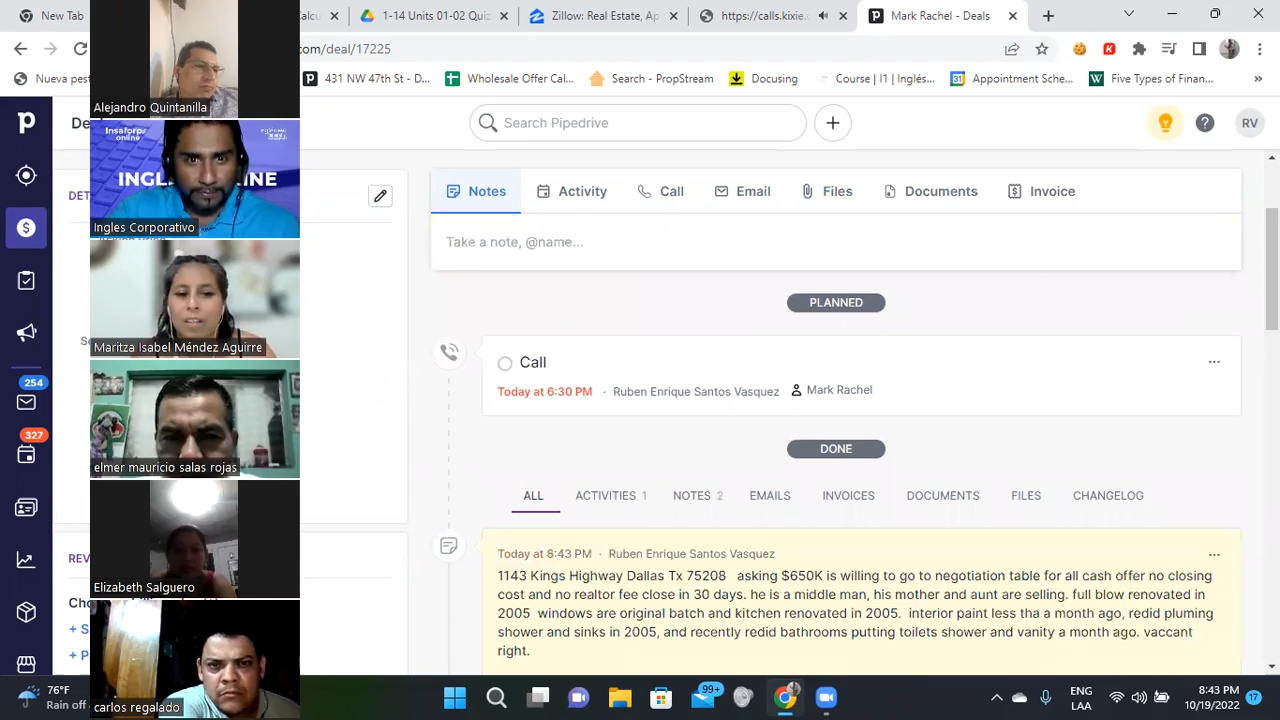 -14 Unidades 01 -
Zillow: Real Estate, Ap
https://calls.kixie.
Mark Rachel - Deals
com/deal/17225
Nueva pest
431 NW 47th St - D...
Wholesale Offer Cal...
Search - PropStream
Docusing
Course | I1 | Inglés...
Appointment Sche...
Five Types of Finan...
»
Search Pipedrive
RV
Alejandro Quintanilla
Insaforp
online
Ingles Corporativo
Notes
Activity
Call
Email
Files
Documents
Invoice
Take a note, @name...
PLANNED
Maritza Isabel Méndez Aguirre
Call
Today at 6:30 PM · Ruben Enrique Santos Vasquez Mark Rachel
254
327
elmer mauricio salas rojas
DONE
ALL
ACTIVITIES 1
NOTES 2
EMAILS
INVOICES
DOCUMENTS
FILES
CHANGELOG
Elizabeth Salguero
Today at 6:43 PM · Ruben Enrique Santos Vasquez
1143 Kings Highway Dallas Tx 75208 asking $650K is willing to go to negotiation table for all cash offer no closing
cost and no realtor fee close in 30 days. he is a middle man, his mother and aunt are selling. full blow renovated in
2005 windows are original batch and kitchen renovated in 2005. interior paint less tha a month ago, redid pluming
shower and sinks in 2005, and recently redid bathrooms putting toilets shower and vanity a month ago. vaccant
right.
carlos regalado
76°F
Rain off
99+
ENG
LAA
8:43 PM
10/19/2022
17